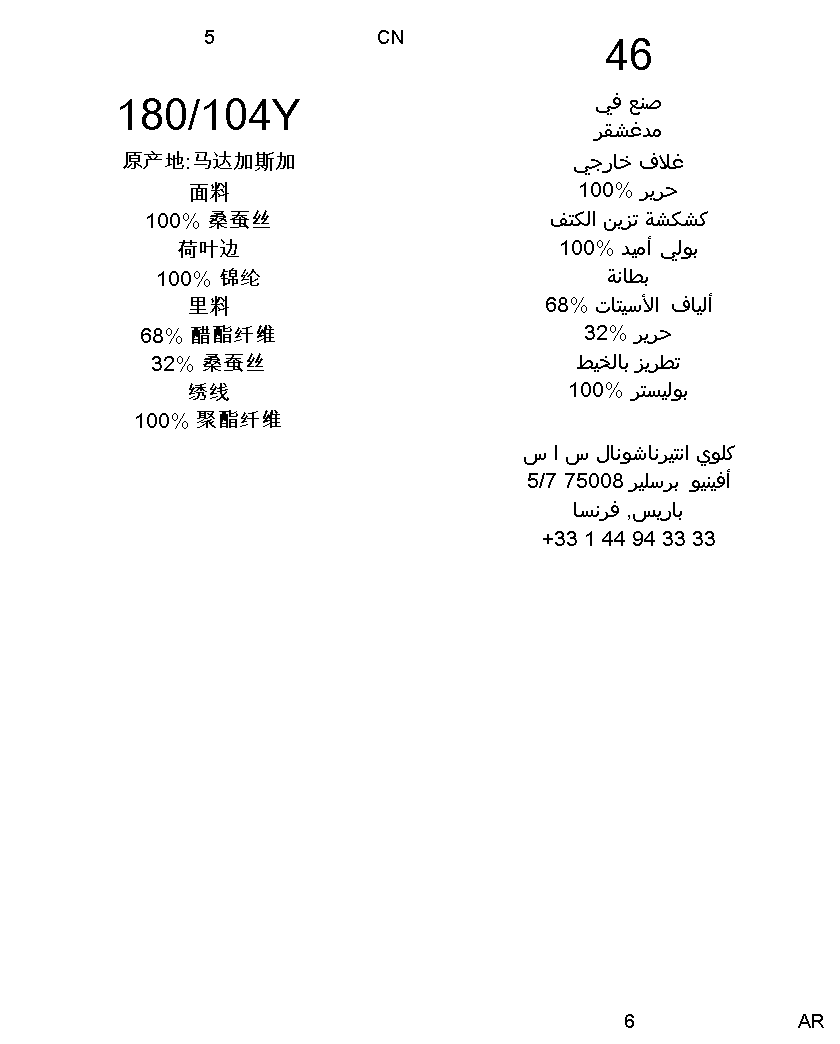 5
CN
180/104Y
原产地:马达加斯加
面料
100% 桑蚕丝
荷叶边
100% 锦纶
里料
68% 醋酯纤维
32% 桑蚕丝
绣线
100% 聚酯纤维
46
صنع في
مدغشقر
غلاف خارجي
حرير %100
كشكشة تزين الكتف
بولي أميد %100
بطانة
ألياف الأسيتات %68
حرير %32
تطريز بالخيط
بوليستر %100
كلوي انتيرناشونال س ا س
أفينيو برسلير 75008 5/7
باريس, فرنسا
+33 1 44 94 33 33
6
AR